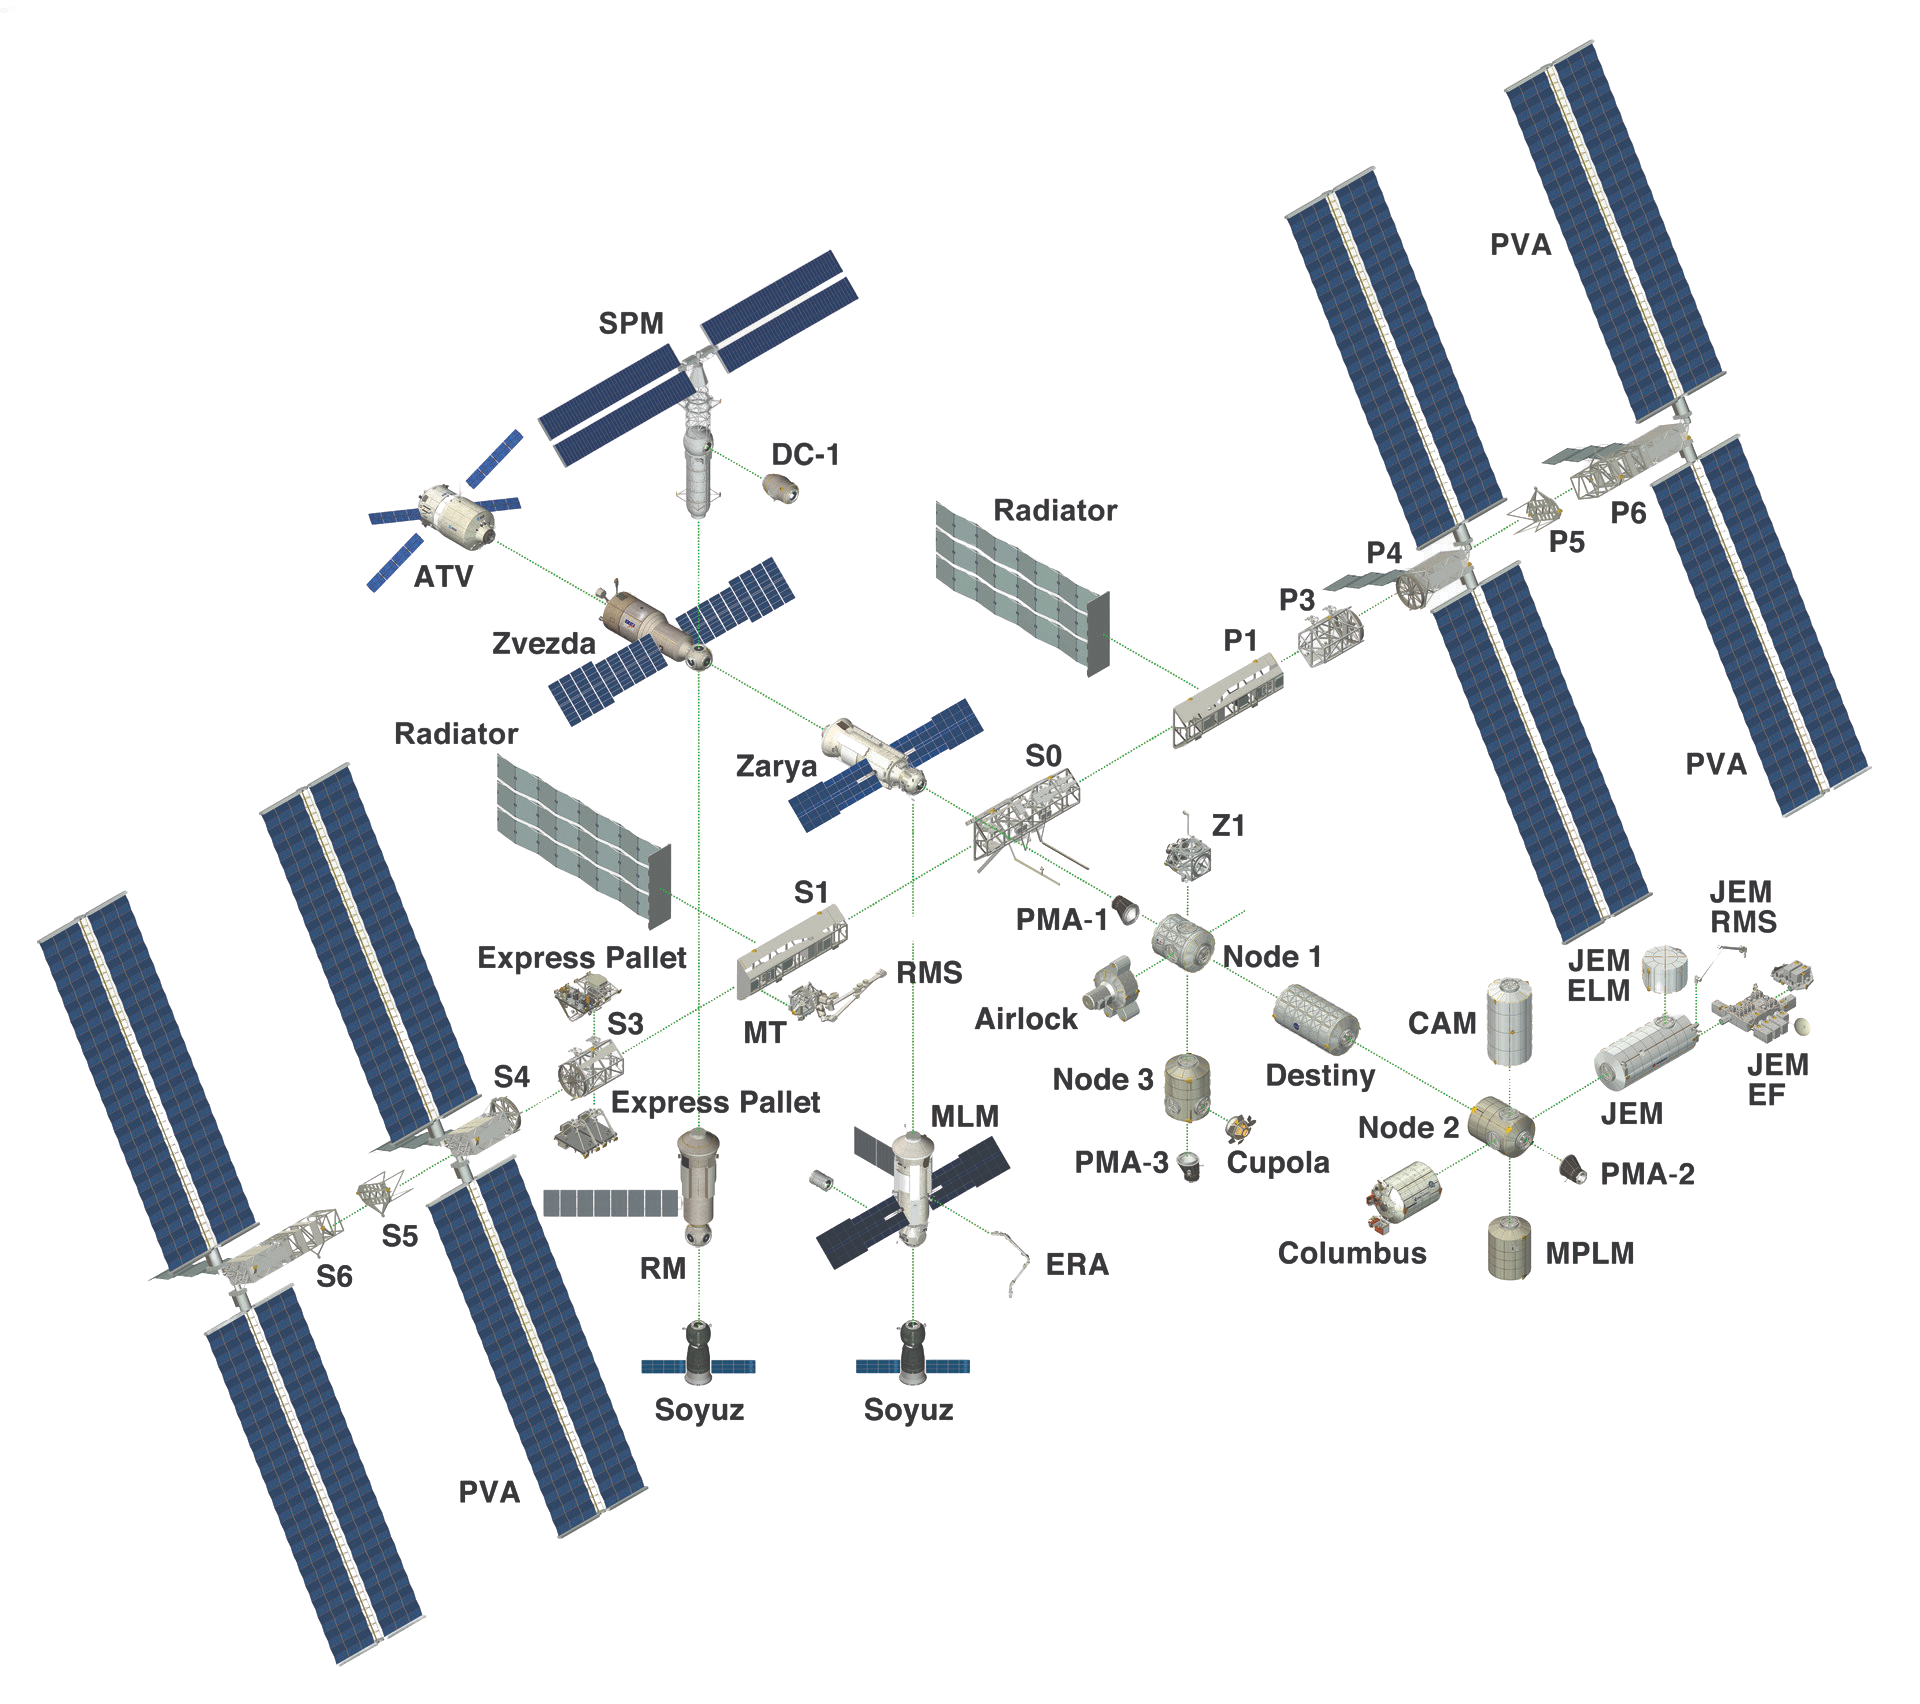 PVA
SPM
DC-1
Radiator
P6
P5
P4
ATV
P3
Zvezda
P1
Radiator
S0
Zarya
PVA
Z1
S1
PMA-1
JEM
RMS
Node 1
Express Pallet
RMS
JEM
ELM
Airlock
S3
MT
CAM
Destiny
Node 3
S4
JEM
EF
Express Pallet
JEM
MLM
Node 2
PMA-3
Cupola
PMA-2
S5
Columbus
MPLM
RM
ERA
S6
Soyuz
Soyuz
PVA